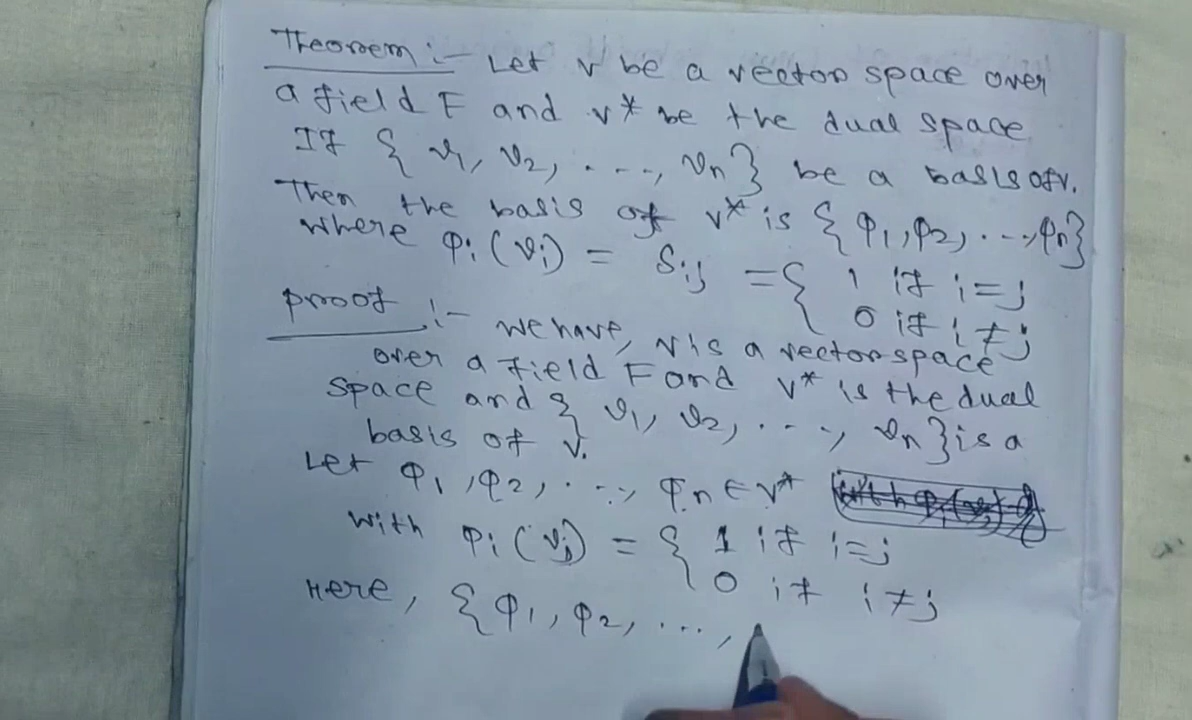 Theorem :- Let V be a vector space over
a field F and V* be the dual space
If { v1, v2, ..., vn } be a basis of V.
Then the basis of V* is { φ1, φ2, ..., φn }
where φi (vj) = δij = { 1 if i=j
0 if i ≠ j
Proof :- we have, V is a vector space
over a field F and V* is the dual
space and { v1, v2, ..., vn } is a
basis of V.
Let φ1, φ2, ..., φn ∈ V*
with φi (vj) = { 1 if i=j
0 if i ≠ j
Here, { φ1, φ2, ...,